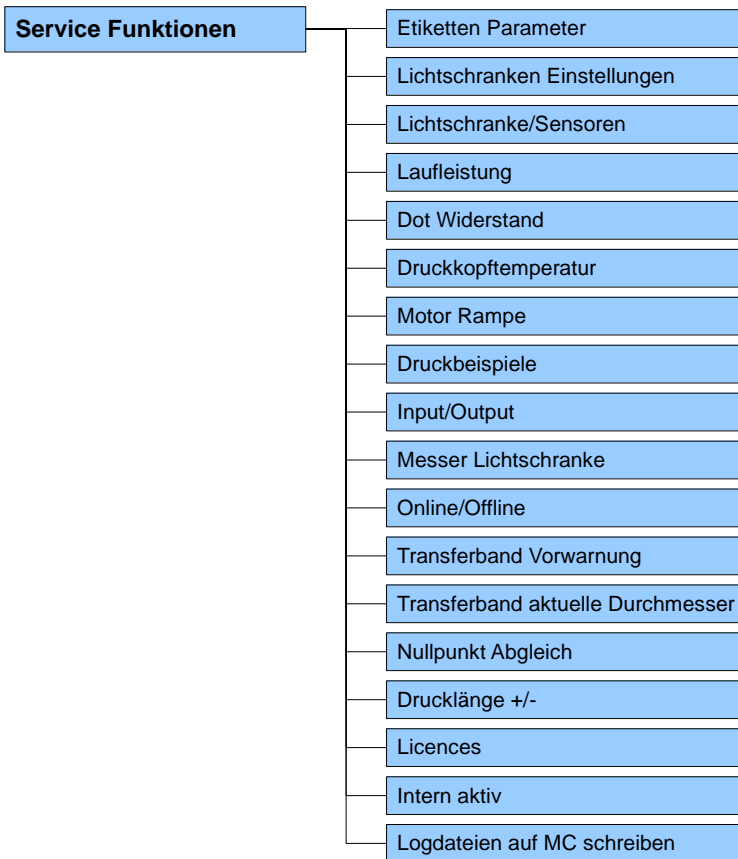 Service Funktionen
Etiketten Parameter
Lichtschranken Einstellungen
Lichtschranke/Sensoren
Laufleistung
Dot Widerstand
Druckkopftemperatur
Motor Rampe
Druckbeispiele
Input/Output
Messer Lichtschranke
Online/Offline
Transferband Vorwarnung
Transferband aktuelle Durchmesser
Nullpunkt Abgleich
Drucklänge +/-
Licences
Intern aktiv
Logdateien auf MC schreiben